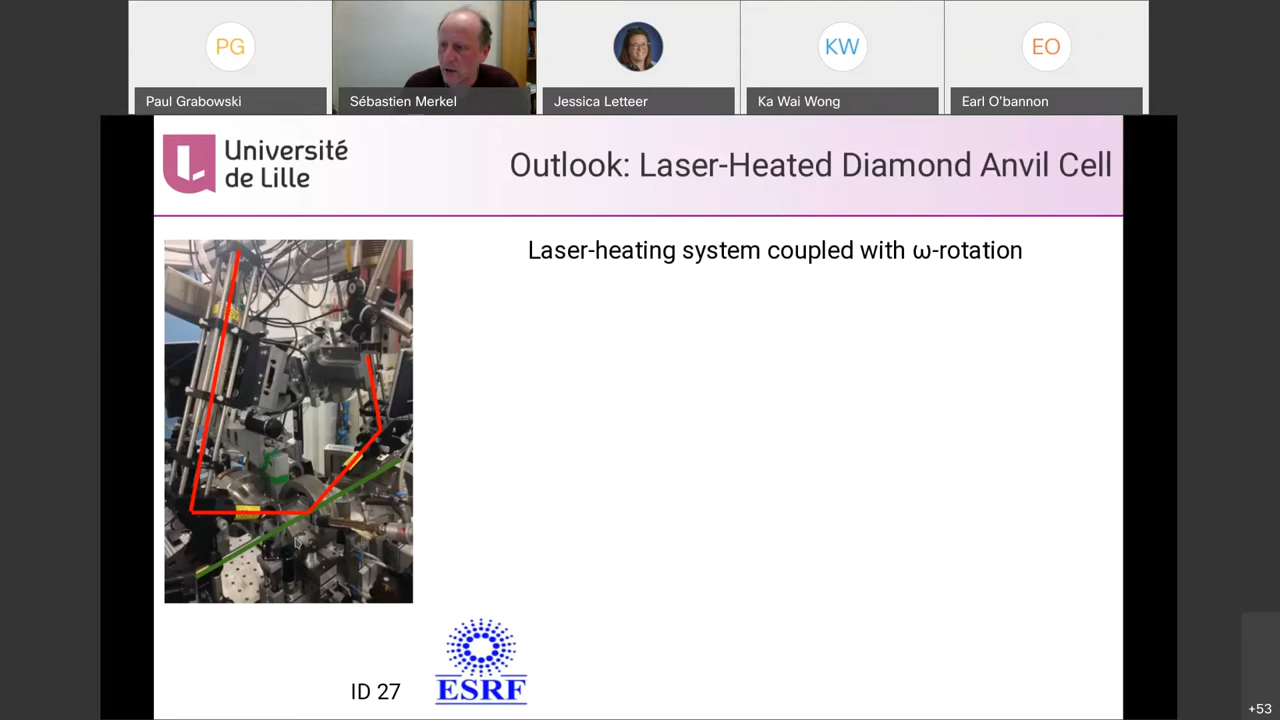 PG
KW
EO
Paul Grabowski
Sébastien Merkel
Jessica Letteer
Ka Wai Wong
Earl O'bannon
Université
de Lille
Outlook: Laser-Heated Diamond Anvil Cell
Laser-heating system coupled with ω-rotation
ID 27
ESRF
+53